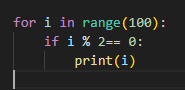 for i in range(100):
    if i % 2== 0:
        print(i)